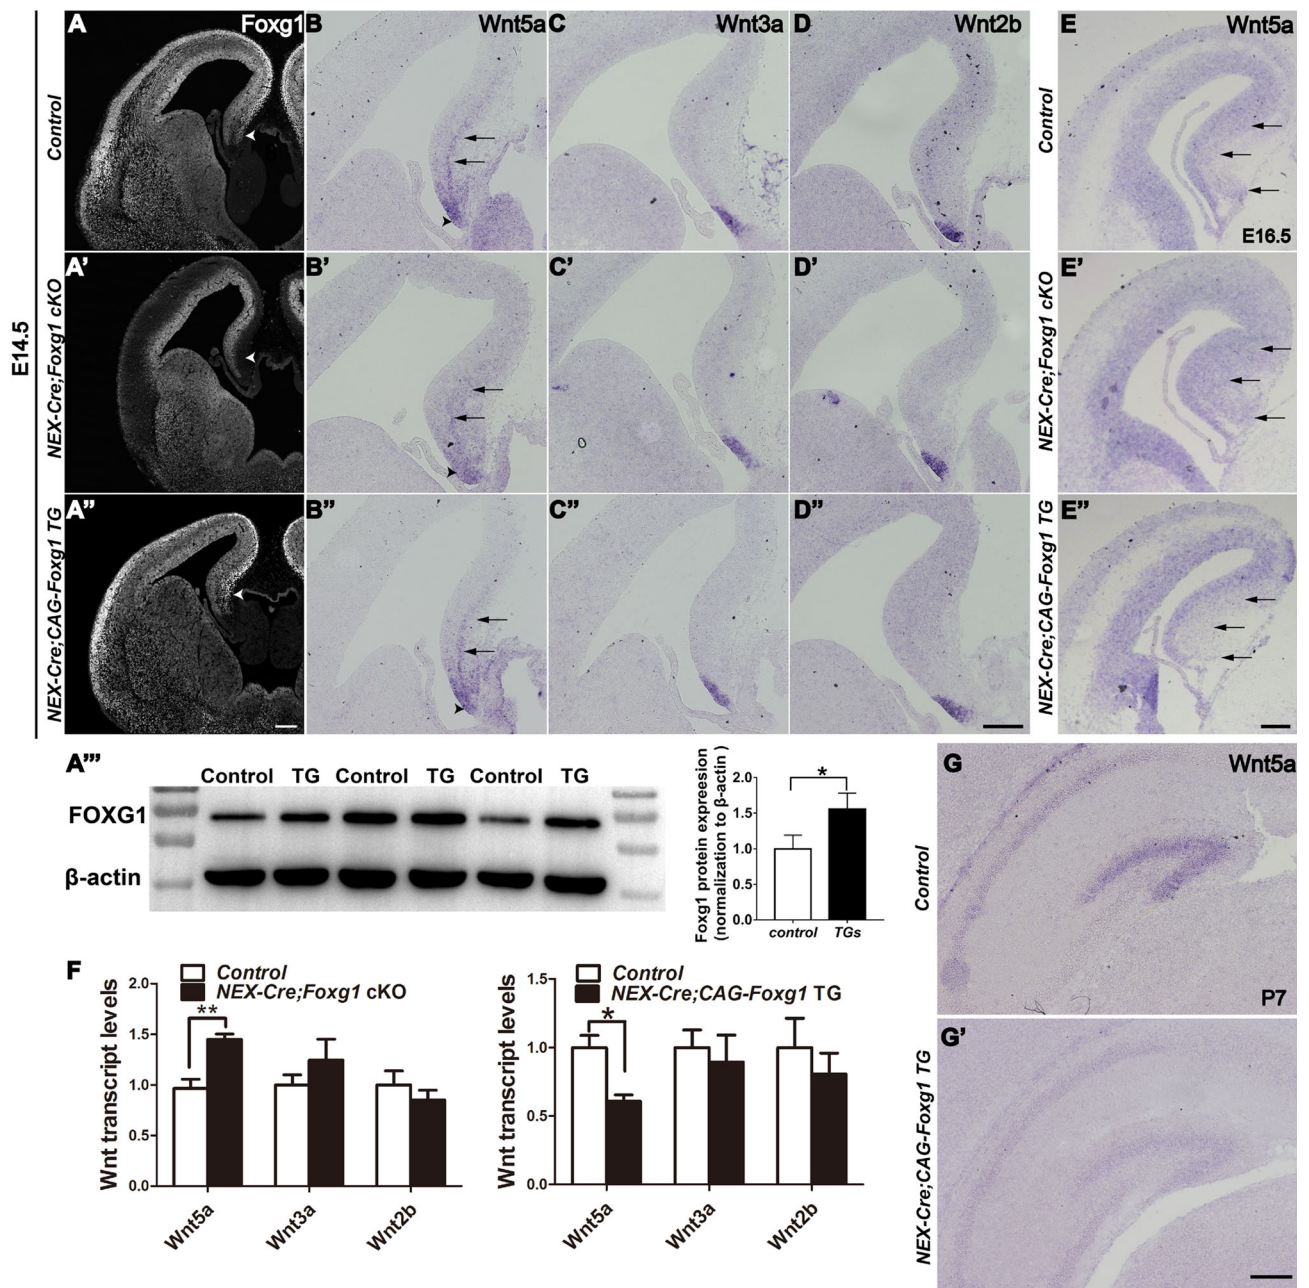 A Foxg1
B Wnt5a
C Wnt3a
D Wnt2b
E Wnt5a
Control
Control
E16.5
A'
B'
C'
D'
E'
E14.5
NEX-Cre;Foxg1 cKO
NEX-Cre;Foxg1 cKO
A"
B"
C"
D"
E"
NEX-Cre;CAG-Foxg1 TG
NEX-Cre;CAG-Foxg1 TG
A"'
Control TG Control TG Control TG
FOXG1
β-actin
Foxg1 protein expreesion
(normalization to β-actin)
2.0
1.5
1.0
0.5
0.0
*
control TGs
G Wnt5a
Control
P7
G'
NEX-Cre;CAG-Foxg1 TG
F
Control
NEX-Cre;Foxg1 cKO
Wnt transcript levels
2.0
1.5
1.0
0.5
0.0
**
Wnt5a Wnt3a Wnt2b
Control
NEX-Cre;CAG-Foxg1 TG
Wnt transcript levels
1.5
1.0
0.5
0.0
*
Wnt5a Wnt3a Wnt2b